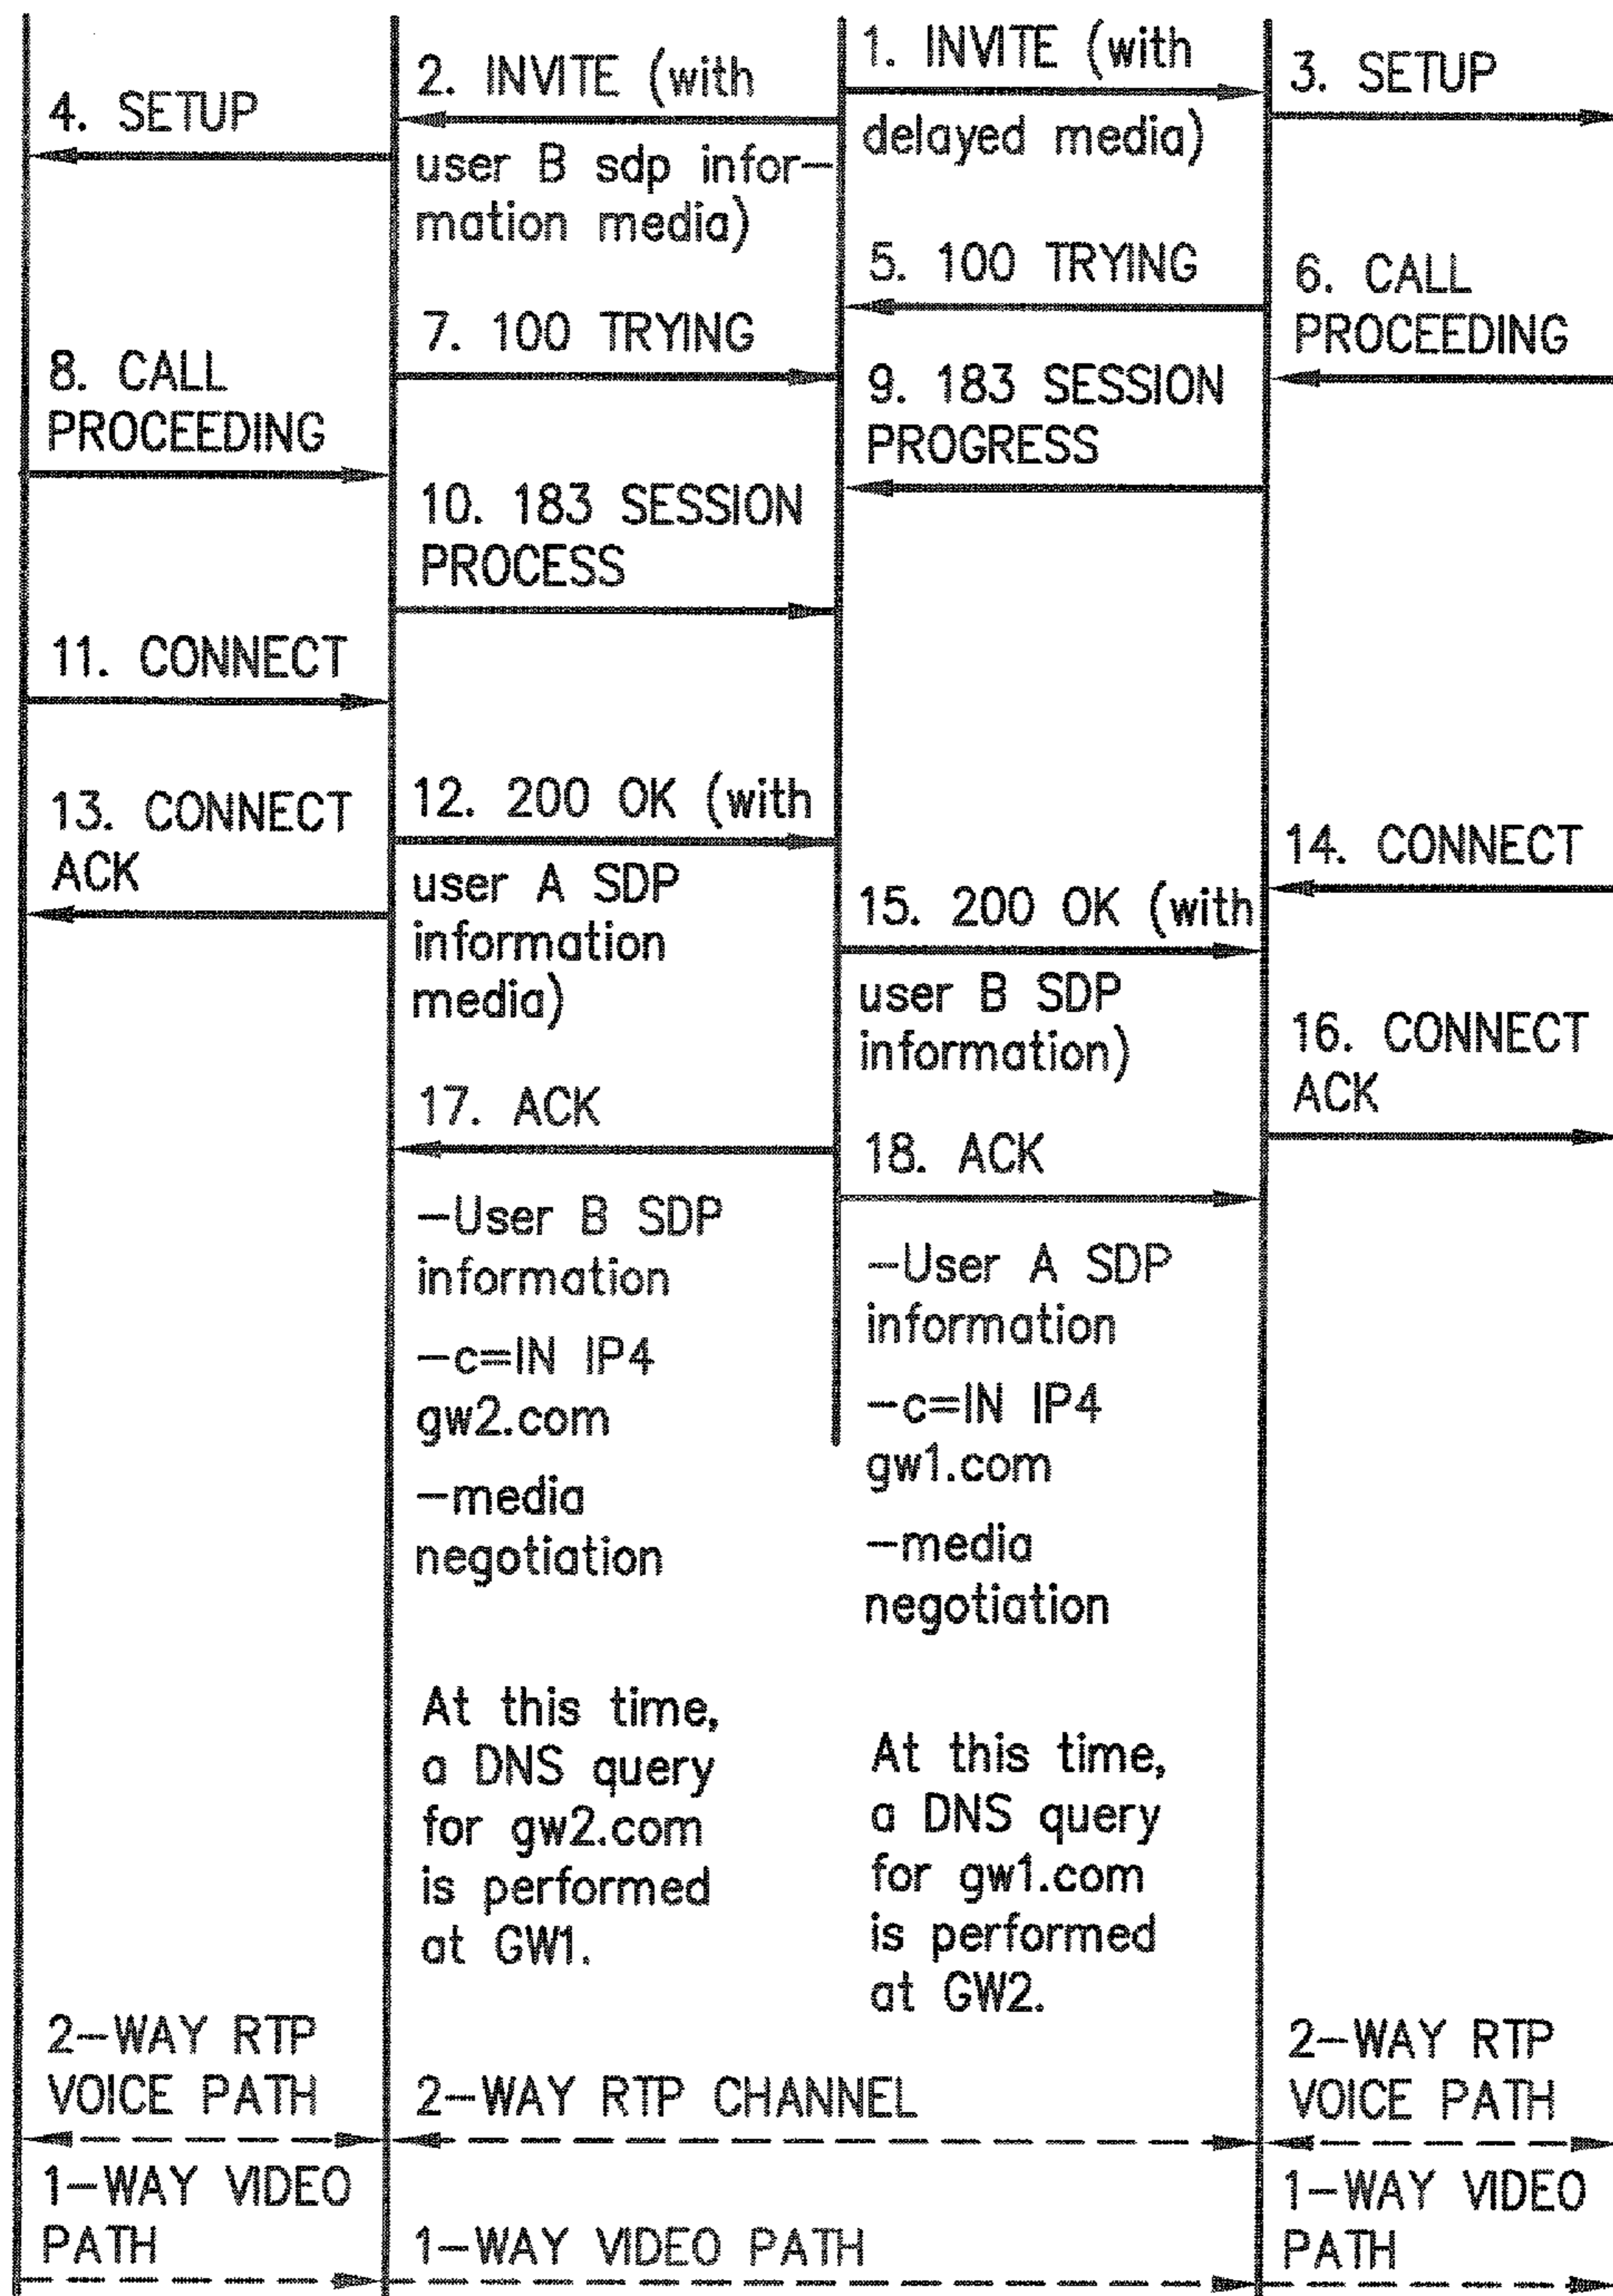 1. INVITE (with
delayed media)
2. INVITE (with
user B sdp infor-
mation media)
3. SETUP
4. SETUP
5. 100 TRYING
6. CALL
PROCEEDING
7. 100 TRYING
8. CALL
PROCEEDING
9. 183 SESSION
PROGRESS
10. 183 SESSION
PROCESS
11. CONNECT
12. 200 OK (with
user A SDP
information
media)
13. CONNECT
ACK
14. CONNECT
15. 200 OK (with
user B SDP
information)
16. CONNECT
ACK
17. ACK
-User B SDP
information
-c=IN IP4
gw2.com
-media
negotiation
At this time,
a DNS query
for gw2.com
is performed
at GW1.
18. ACK
-User A SDP
information
-c=IN IP4
gw1.com
-media
negotiation
At this time,
a DNS query
for gw1.com
is performed
at GW2.
2-WAY RTP
VOICE PATH
2-WAY RTP CHANNEL
2-WAY RTP
VOICE PATH
1-WAY VIDEO
PATH
1-WAY VIDEO PATH
1-WAY VIDEO
PATH